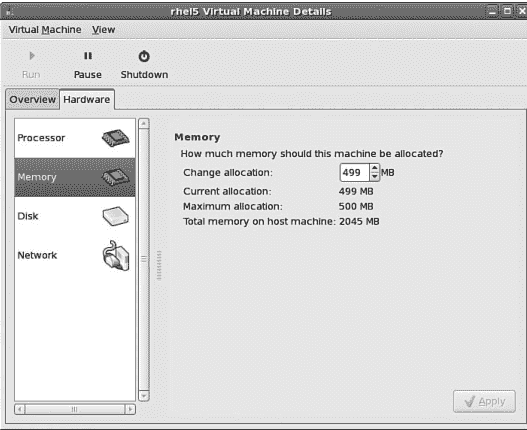 rhel5 Virtual Machine Details
Virtual Machine View
Run Pause Shutdown
Overview Hardware
Processor
Memory
Disk
Network
Memory
How much memory should this machine be allocated?
Change allocation: 499 MB
Current allocation: 499 MB
Maximum allocation: 500 MB
Total memory on host machine: 2045 MB
Apply